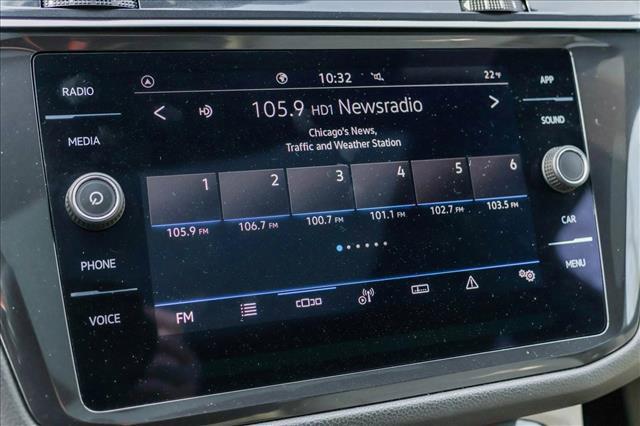 RADIO
10:32
22°F
APP
105.9 HD1 Newsradio
Chicago's News,
Traffic and Weather Station
MEDIA
SOUND
1 2 3 4 5 6
105.9 FM 106.7 FM 100.7 FM 101.1 FM 102.7 FM 103.5 FM
PHONE
CAR
VOICE
FM
MENU